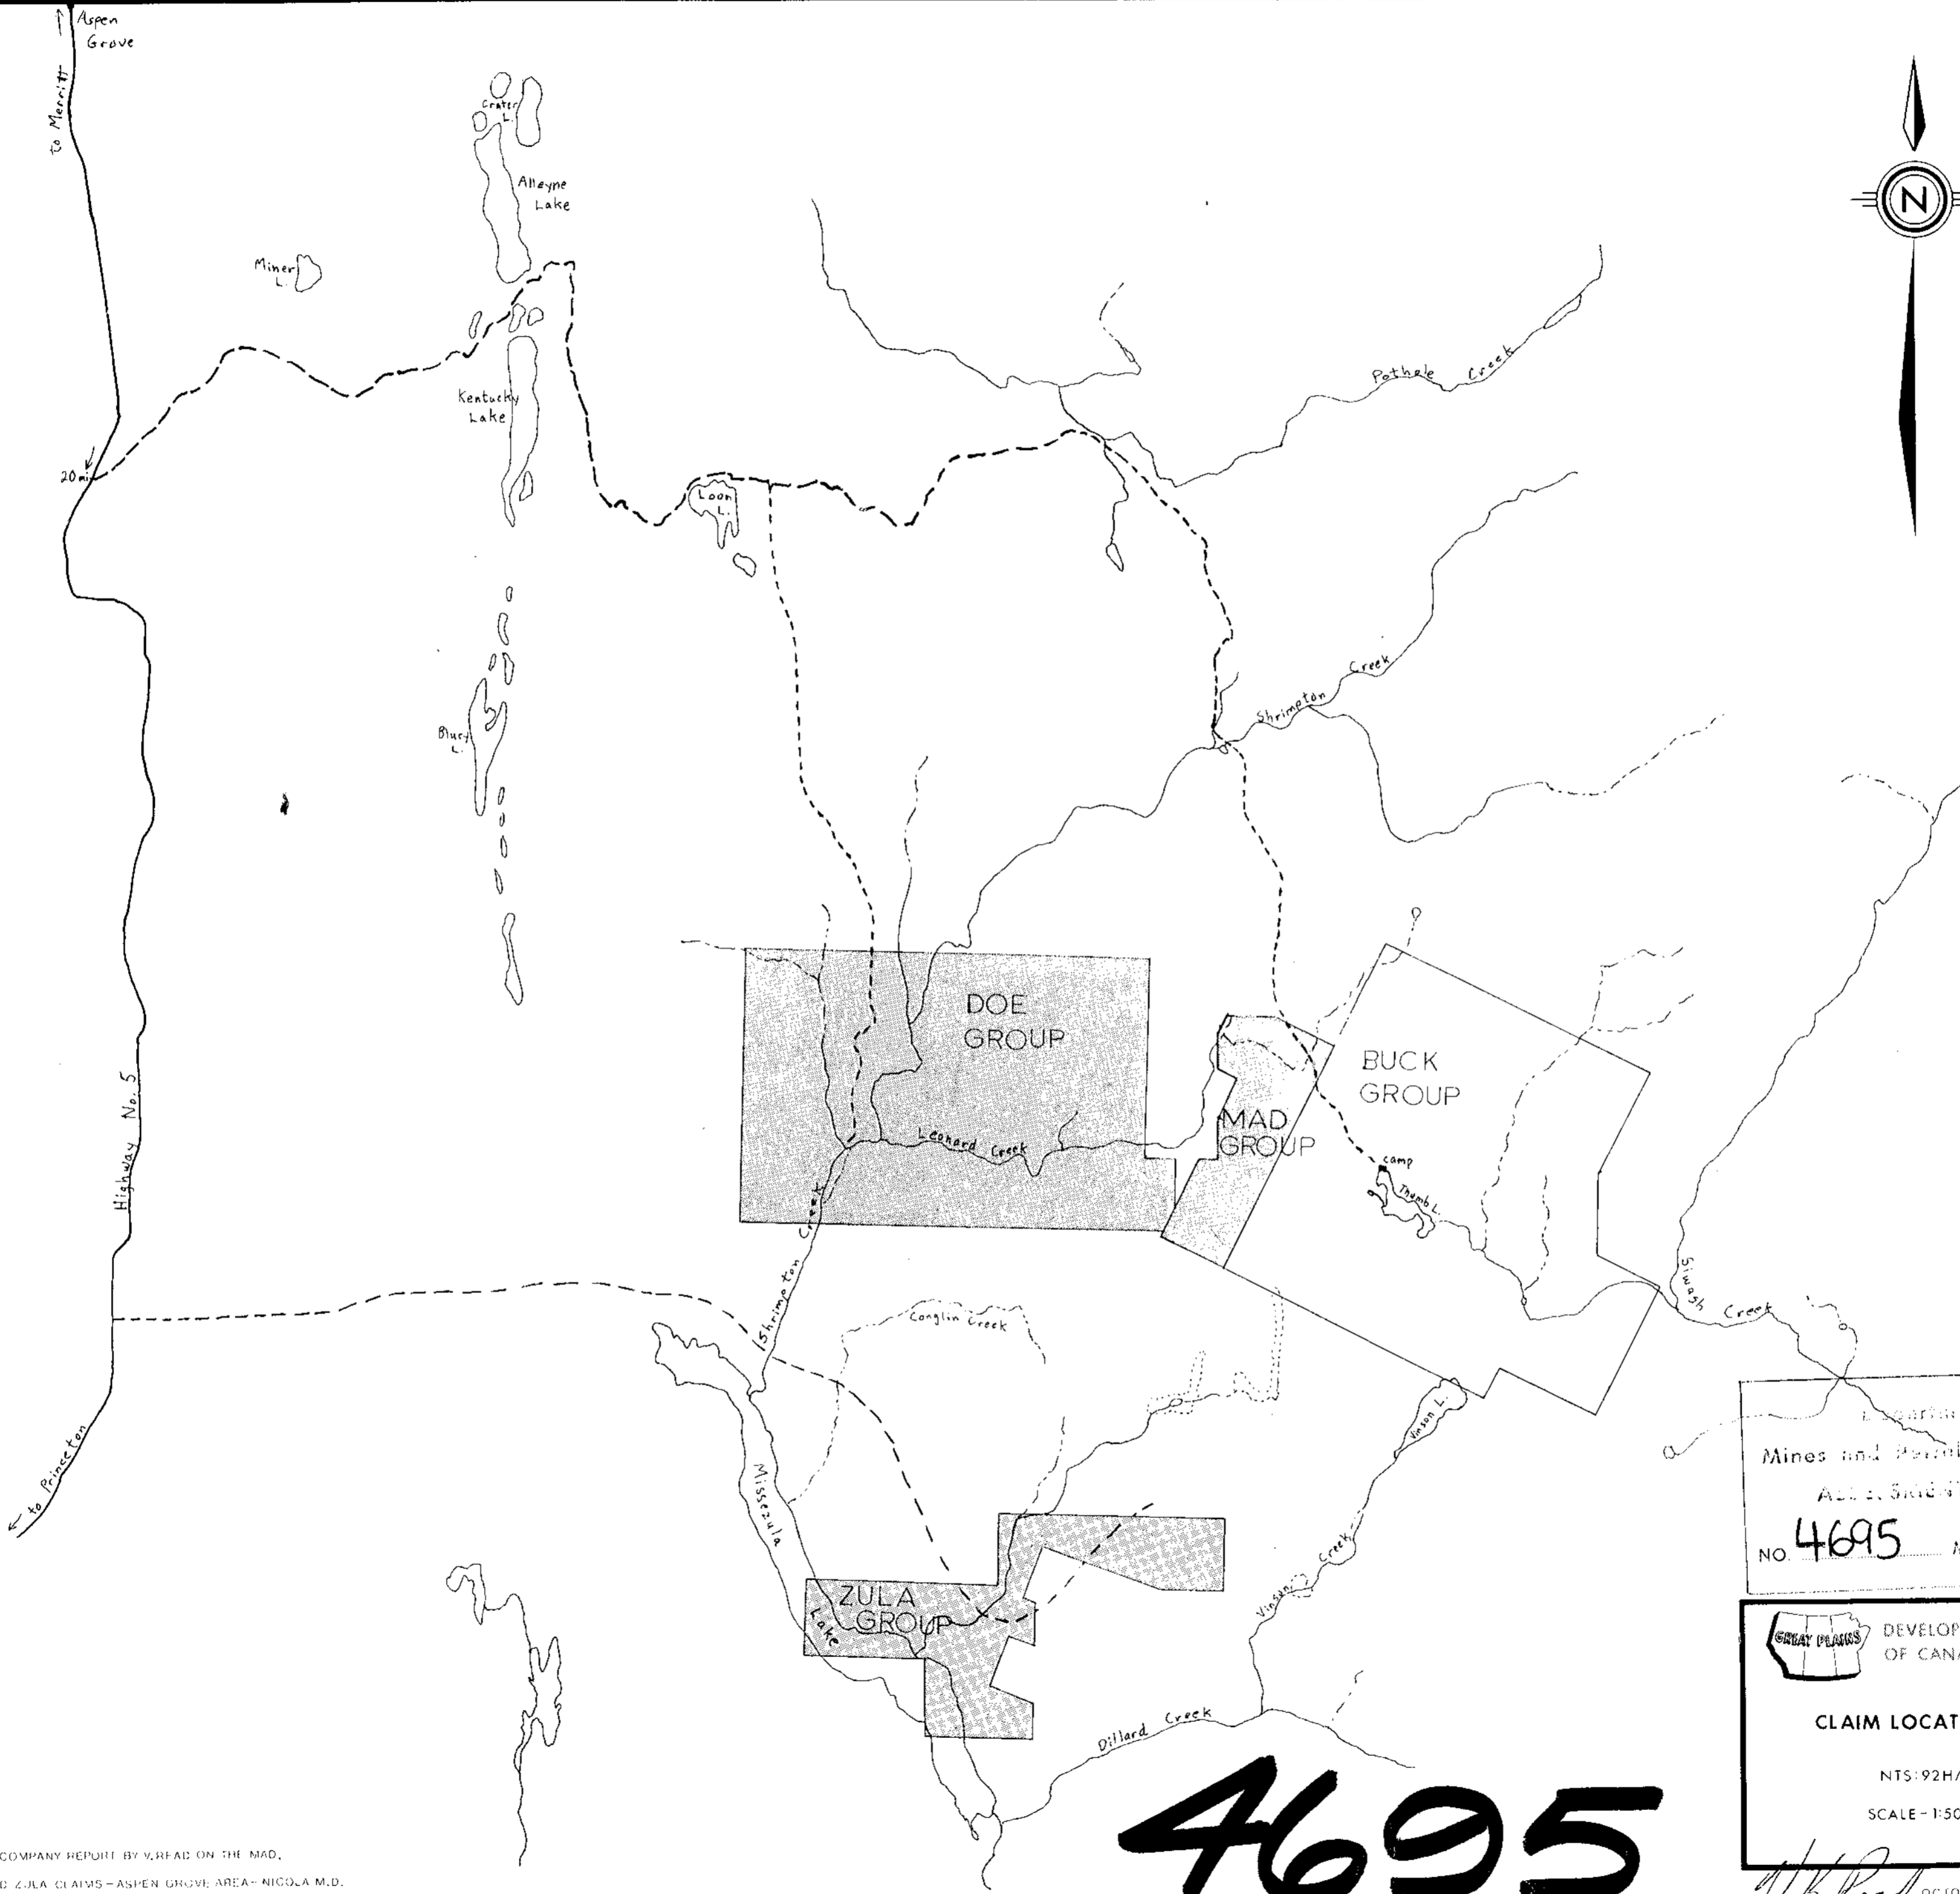 Aspen
Grove
to Merritt
Crater
L.
Alleyne
Lake
Miner
L.
N
Kentucky
Lake
Pothole Creek
20 mi
Loon
L.
Shrimpton Creek
Bluey
L.
DOE
GROUP
BUCK
GROUP
MAD
GROUP
Leonard Creek
Highway No. 5
camp
Thumb L.
Shrimpton Creek
Siwash Creek
Conglin Creek
Vinson L.
to Princeton
Missezula
Lake
Mines and
NO. 4695
Vinson Creek
ZULA
GROUP
GREAT PLAINS
DEVELOP
OF CANA
CLAIM LOCAT
Dillard Creek
NTS: 92H/
SCALE - 1:50
4695
COMPANY REPORT BY V. READ ON THE MAD,
D ZULA CLAIMS - ASPEN GROVE AREA - NICOLA M.D.